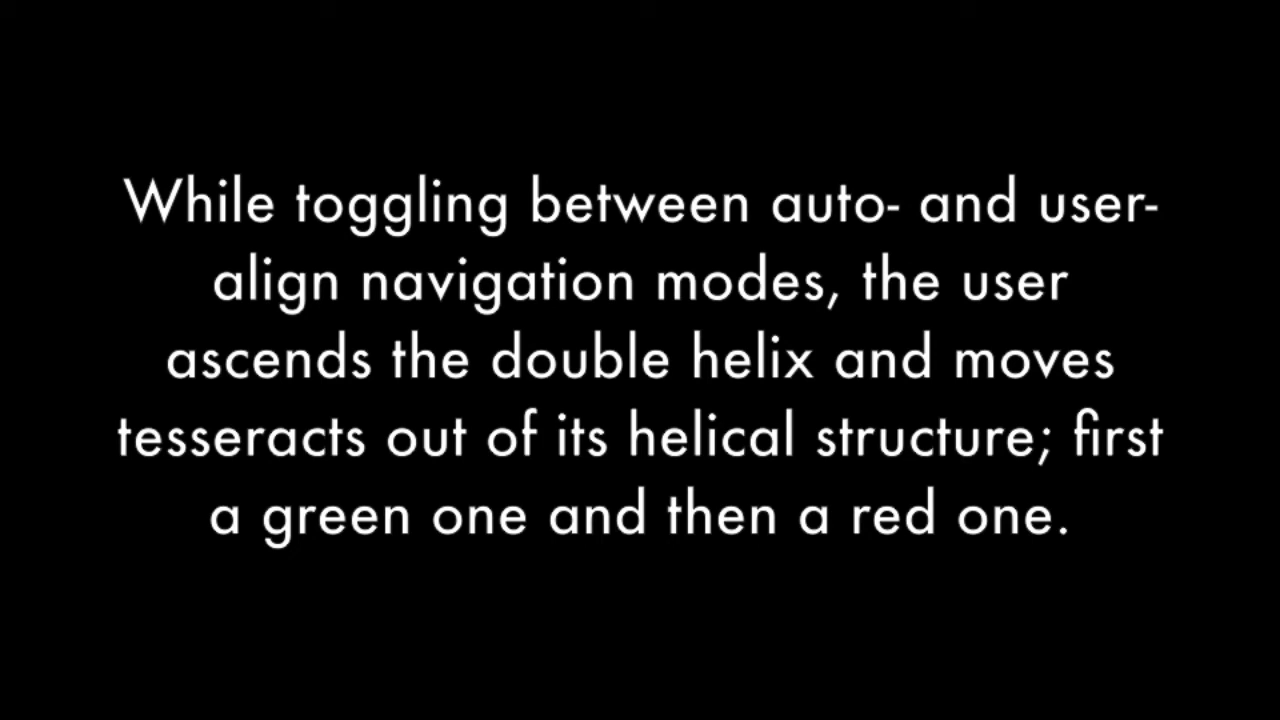 While toggling between auto- and user-
align navigation modes, the user
ascends the double helix and moves
tesseracts out of its helical structure; first
a green one and then a red one.